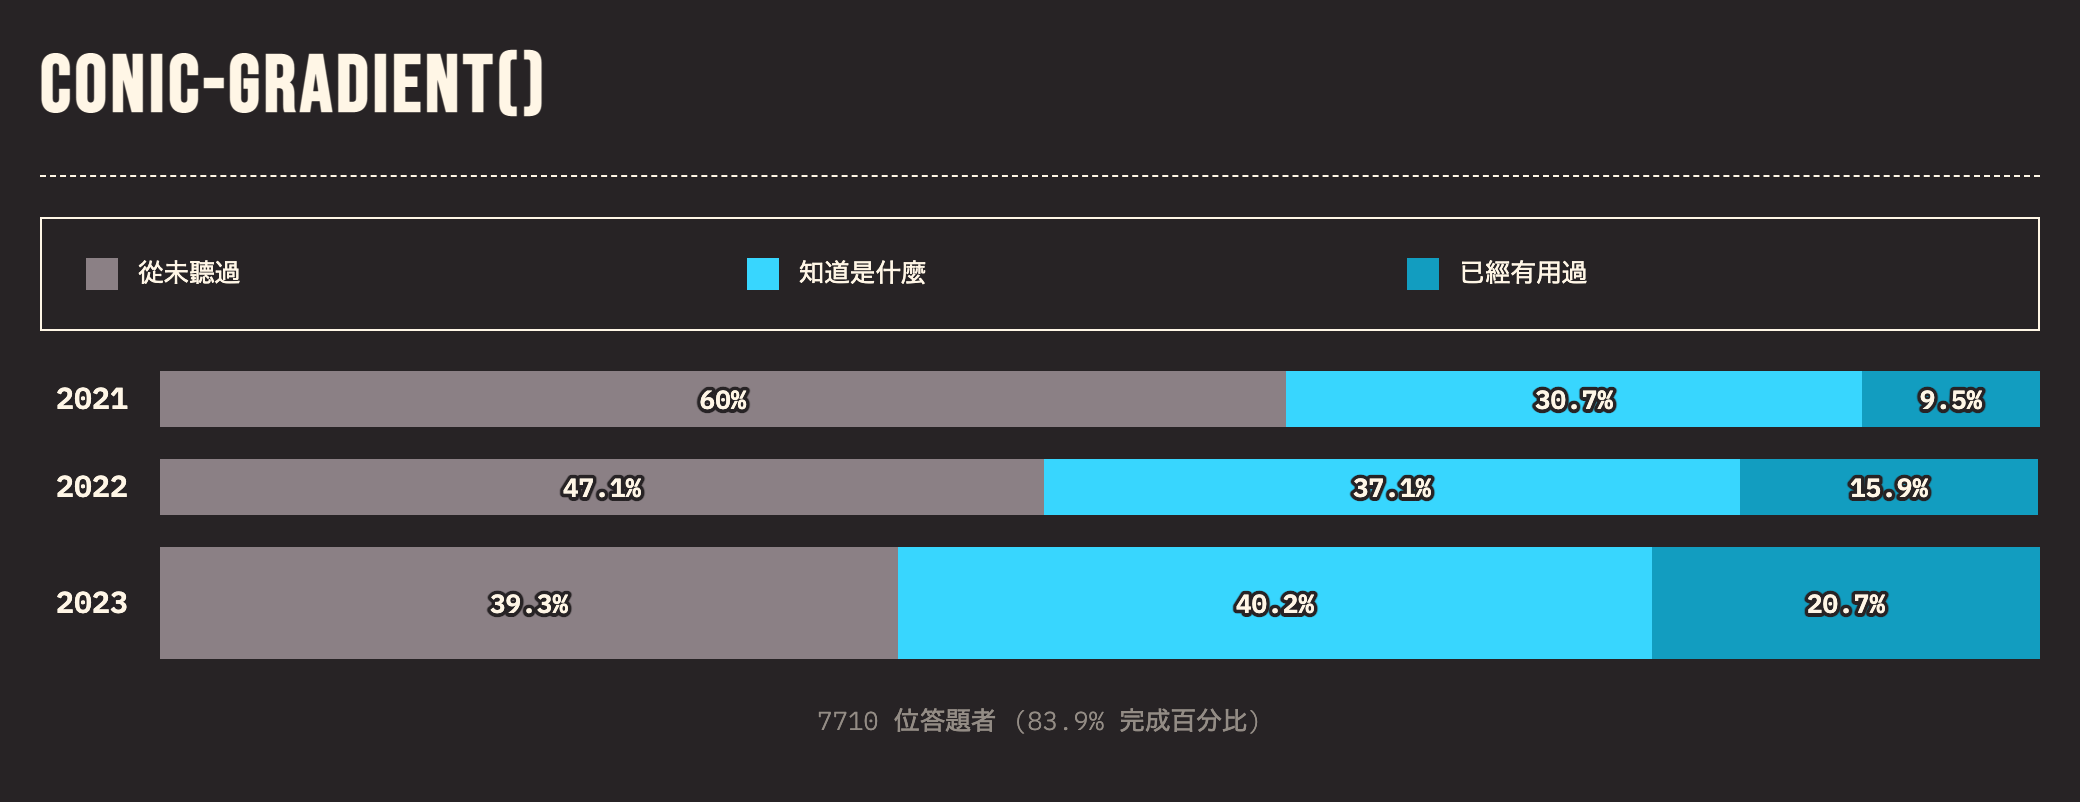 CONIC-GRADIENT()
從未聽過 知道是什麼 已經有用過
2021 60% 30.7% 9.5%
2022 47.1% 37.1% 15.9%
2023 39.3% 40.2% 20.7%
7710 位答題者 (83.9% 完成百分比)